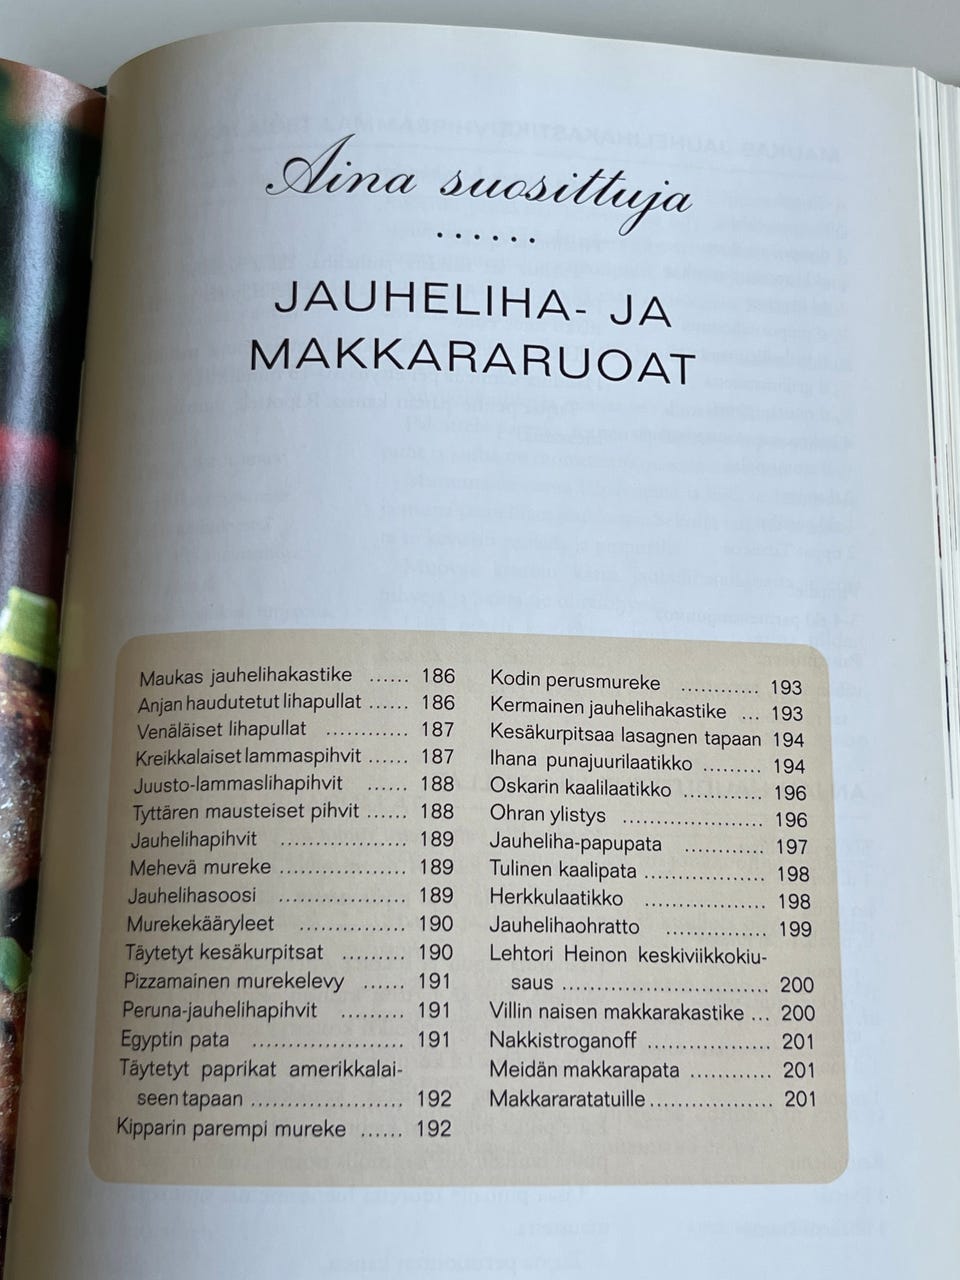 Aina suosittuja
......
JAUHELIHA- JA
MAKKARARUOAT
Maukas jauhelihakastike ...... 186
Anjan haudutetut lihapullat ...... 186
Venäläiset lihapullat ............ 187
Kreikkalaiset lammaspihvit ...... 187
Juusto-lammaslihapihvit ...... 188
Tyttären mausteiset pihvit ...... 188
Jauhelihapihvit .................. 189
Mehevä mureke .................. 189
Jauhelihasoosi .................. 189
Murekekääryleet ............... 190
Täytetyt kesäkurpitsat ......... 190
Pizzamainen murekelevy ...... 191
Peruna-jauhelihapihvit ......... 191
Egyptin pata ..................... 191
Täytetyt paprikat amerikkalai-
seen tapaan ..................... 192
Kipparin parempi mureke ...... 192
Kodin perusmureke ............ 193
Kermainen jauhelihakastike ... 193
Kesäkurpitsaa lasagnen tapaan 194
Ihana punajuurilaatikko ......... 194
Oskarin kaalilaatikko ............ 196
Ohran ylistys ..................... 196
Jauheliha-papupata ............ 197
Tulinen kaalipata .................. 198
Herkkulaatikko .................. 198
Jauhelihaohratto ............... 199
Lehtori Heinon keskiviikkokiu-
saus .............................. 200
Villin naisen makkarakastike ... 200
Nakkistroganoff .................. 201
Meidän makkarapata ............ 201
Makkararatatuille .................. 201